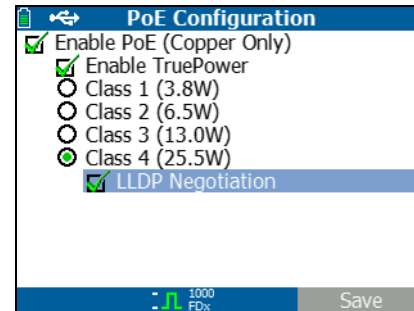 PoE Configuration
Enable PoE (Copper Only)
Enable TruePower
Class 1 (3.8W)
Class 2 (6.5W)
Class 3 (13.0W)
Class 4 (25.5W)
LLDP Negotiation
1000
FDx
Save